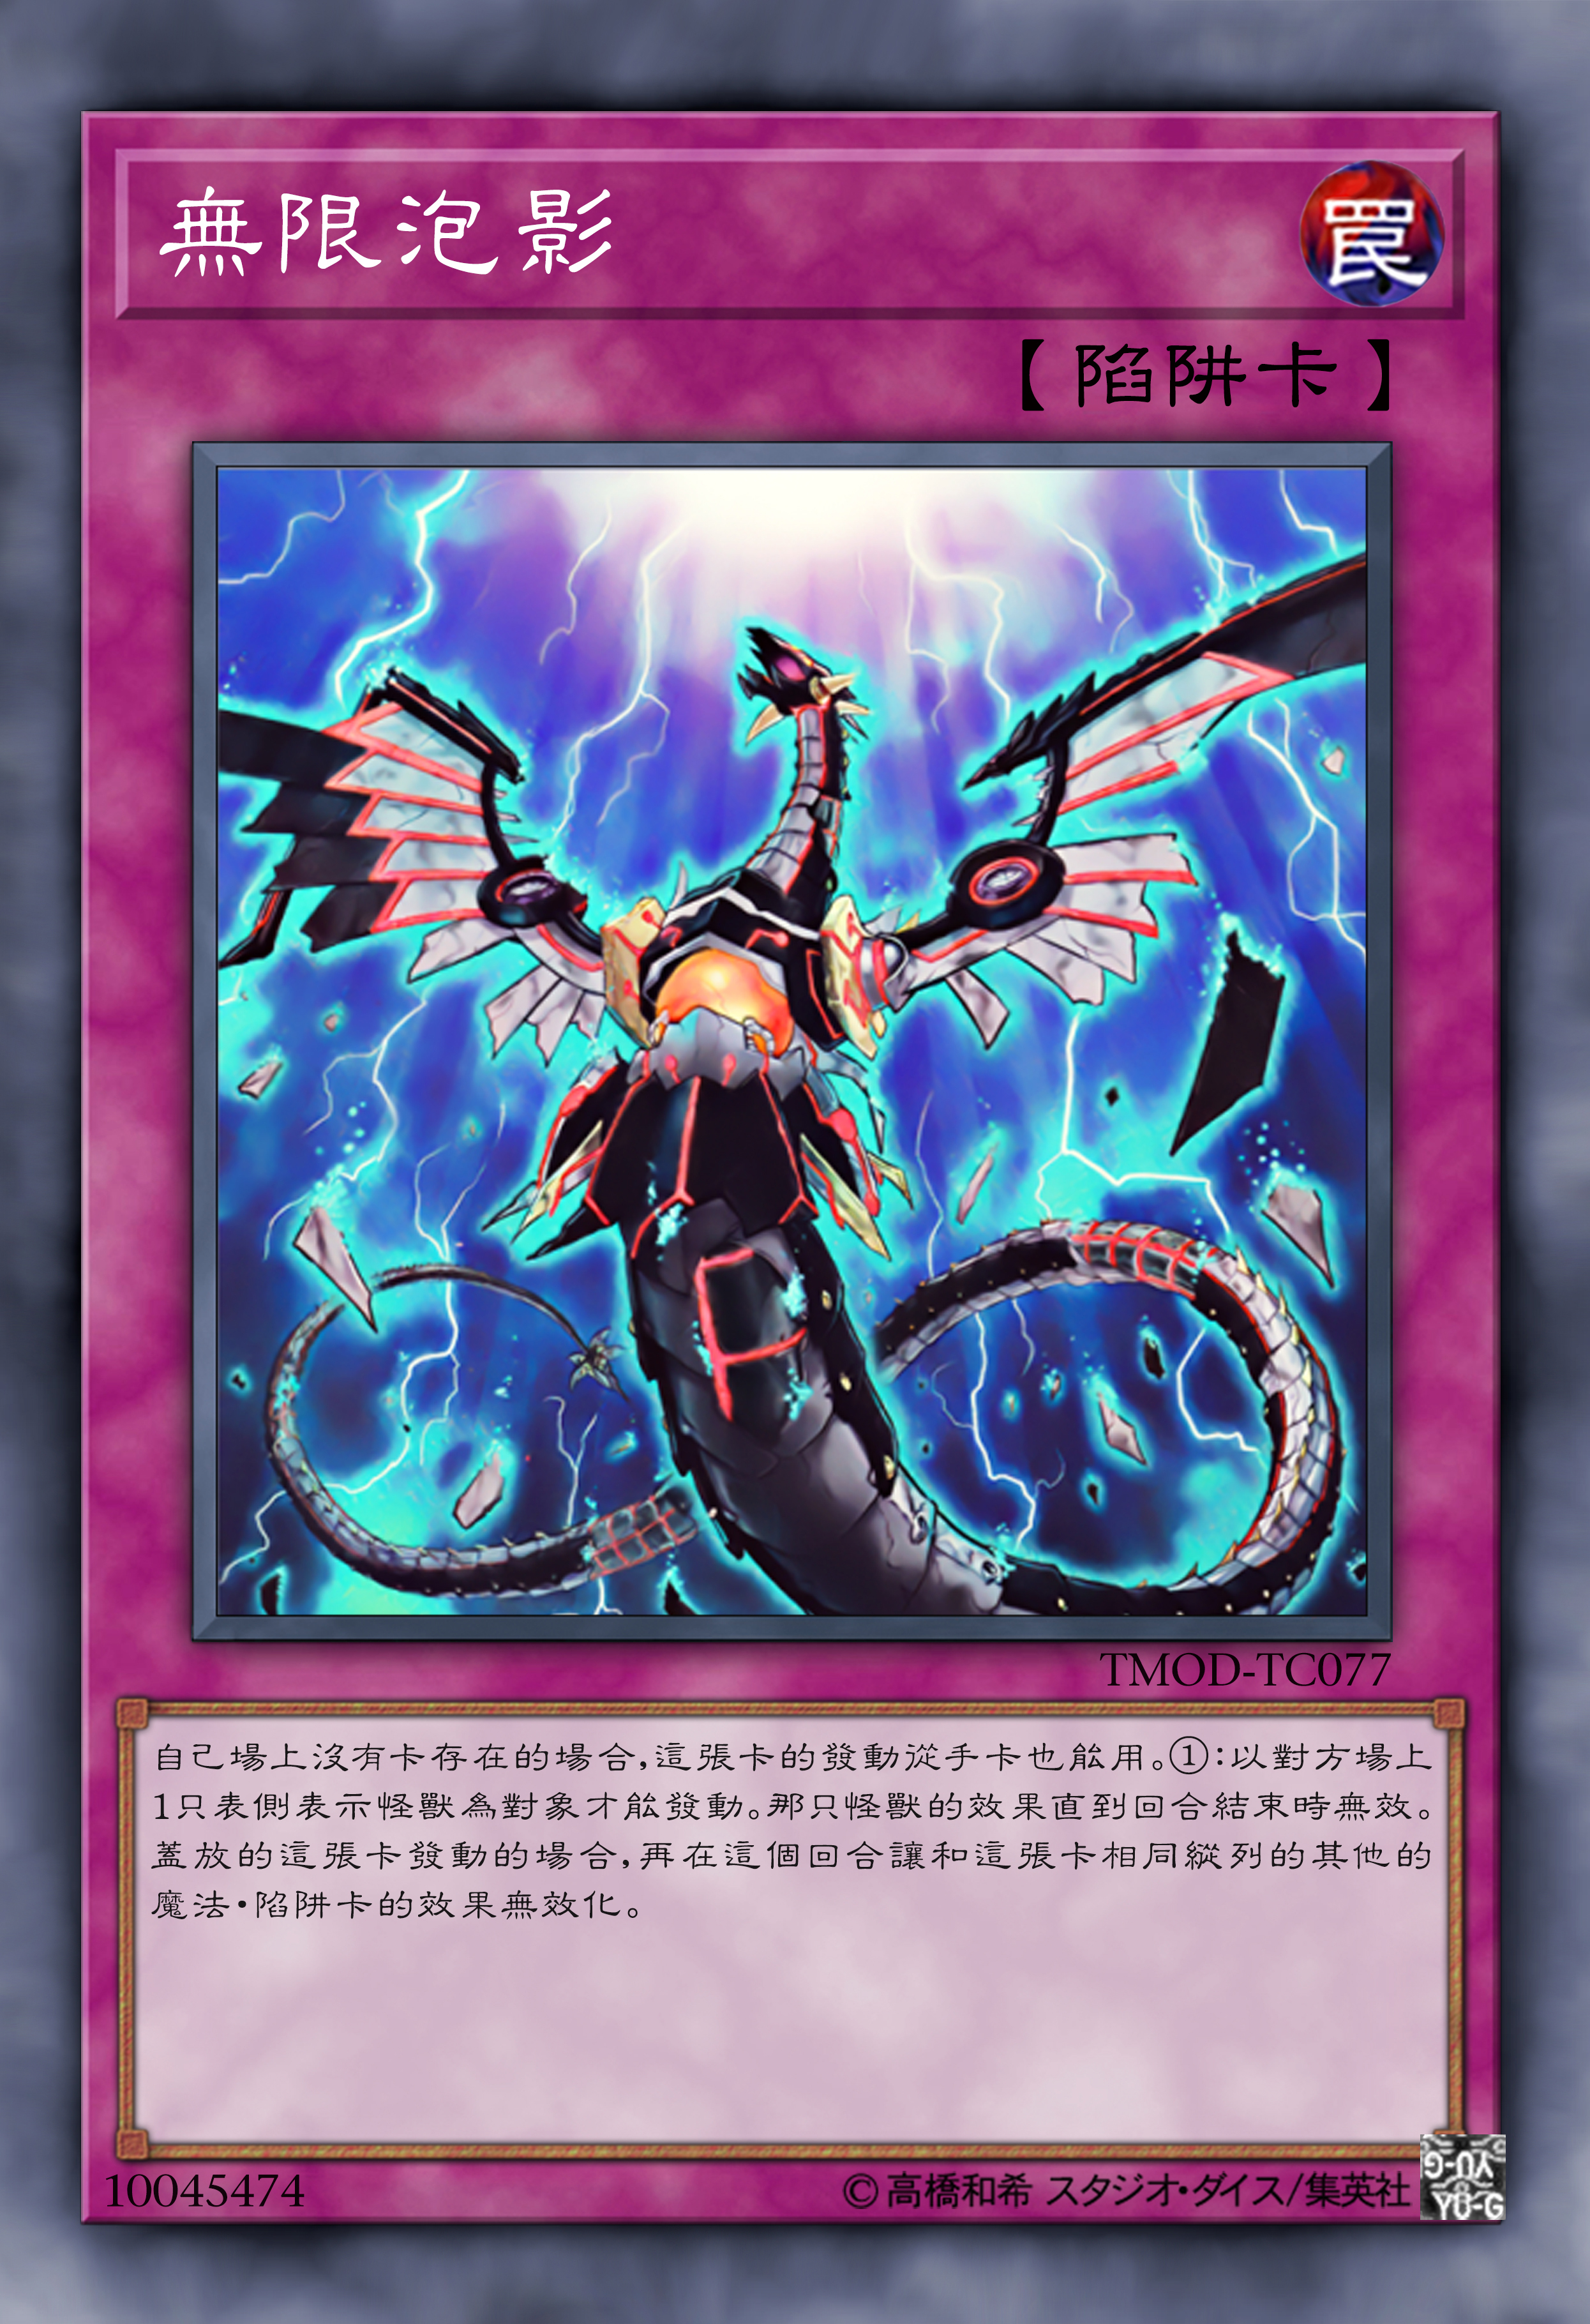 無限泡影
罠
【陷阱卡】
TMOD-TC077
自己場上沒有卡存在的場合,這張卡的發動從手卡也能用。①:以對方場上
1只表側表示怪獸為對象才能發動。那只怪獸的效果直到回合結束時無效。
蓋放的這張卡發動的場合,再在這個回合讓和這張卡相同縱列的其他的
魔法・陷阱卡的效果無效化。
10045474
©高橋和希 スタジオ・ダイス/集英社
YU-G
YU-G